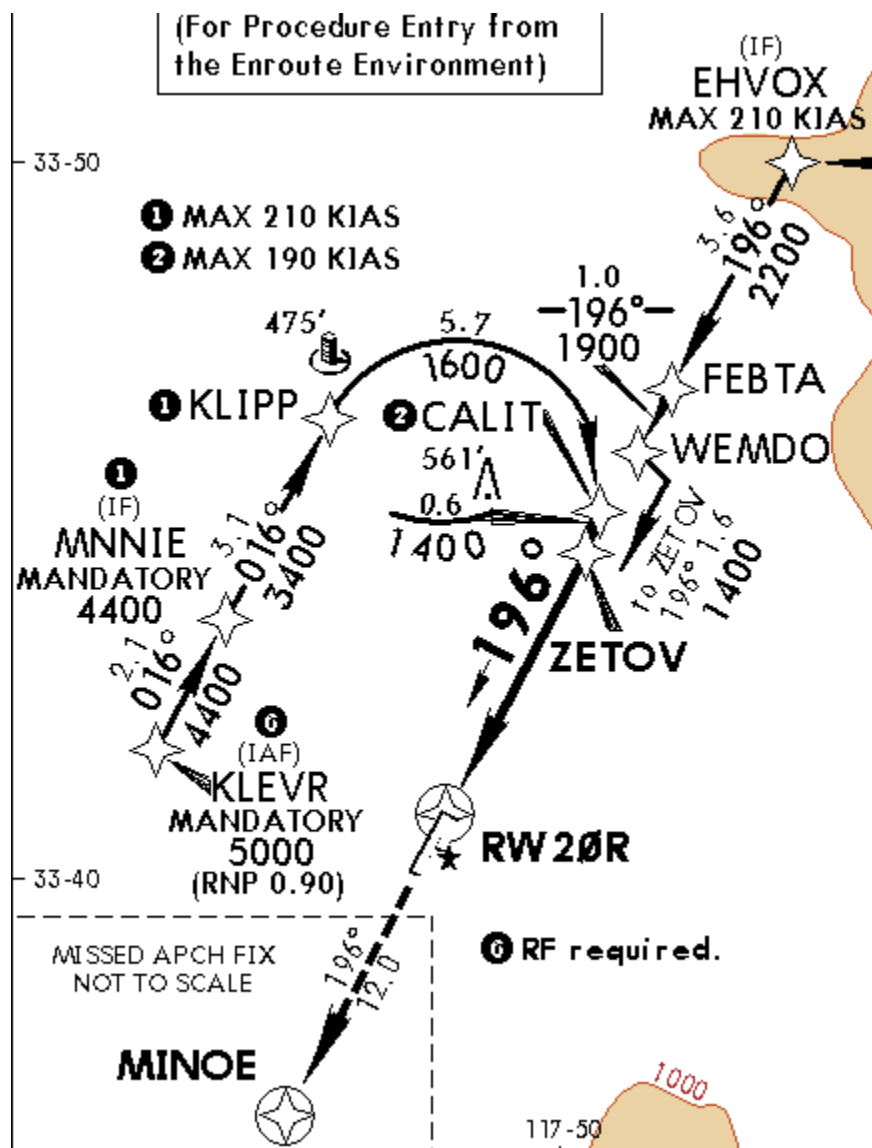 (For Procedure Entry from
the Enroute Environment)
(IF)
EHVOX
MAX 210 KIAS
33-50
1 MAX 210 KIAS
2 MAX 190 KIAS
3.6
196°
2200
1.0
196°
1900
475'
5.7
1600
FEBTA
1 KLIPP
2 CALIT
WEMDO
561'
0.6
1400
1
(IF)
MNNIE
MANDATORY
4400
3.1
016°
3400
to ZETOV
196° 1.6
1400
196°
ZETOV
2.1
016°
4400
6
(IAF)
KLEVR
MANDATORY
5000
(RNP 0.90)
RW20R
33-40
6 RF required.
MISSED APCH FIX
NOT TO SCALE
196°
12.0
MINOE
1000
117-50